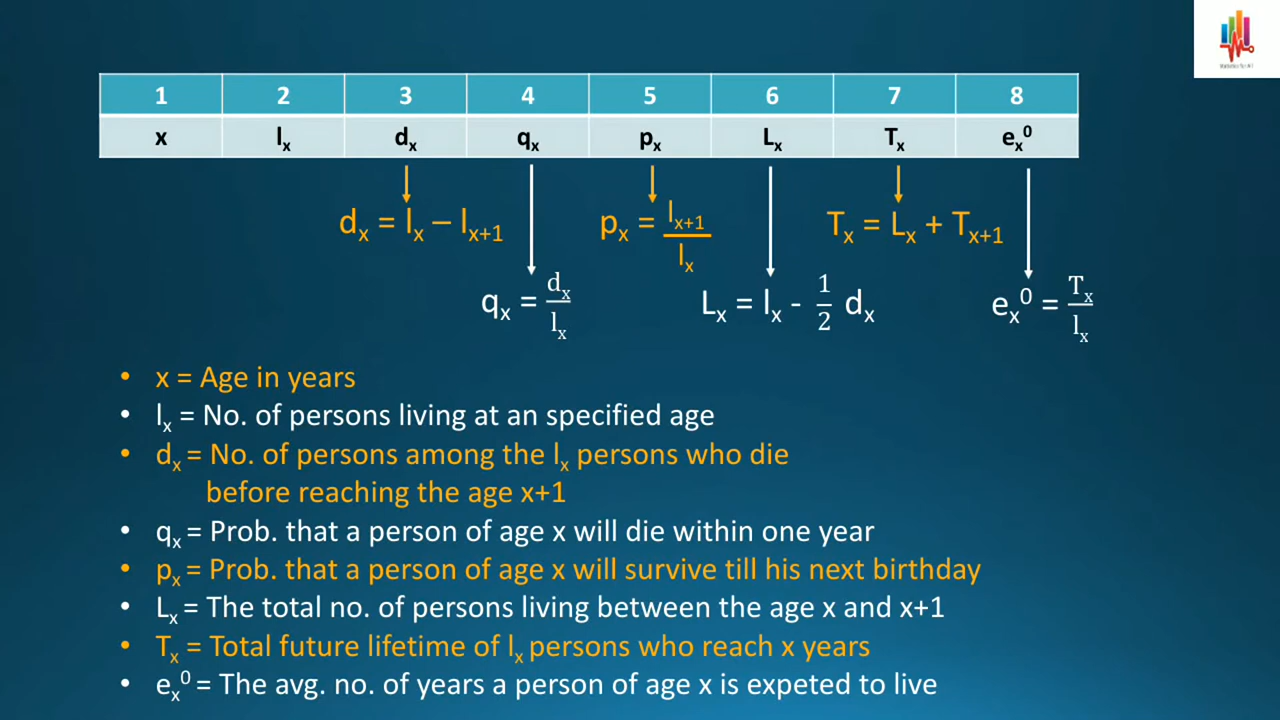 1 2 3 4 5 6 7 8
x lₓ dₓ qₓ pₓ Lₓ Tₓ eₓ⁰
dₓ = lₓ – lₓ₊₁
pₓ = lₓ₊₁ / lₓ
Tₓ = Lₓ + Tₓ₊₁
qₓ = dₓ / lₓ
Lₓ = lₓ - 1/2 dₓ
eₓ⁰ = Tₓ / lₓ
• x = Age in years
• lₓ = No. of persons living at an specified age
• dₓ = No. of persons among the lₓ persons who die
before reaching the age x+1
• qₓ = Prob. that a person of age x will die within one year
• pₓ = Prob. that a person of age x will survive till his next birthday
• Lₓ = The total no. of persons living between the age x and x+1
• Tₓ = Total future lifetime of lₓ persons who reach x years
• eₓ⁰ = The avg. no. of years a person of age x is expeted to live